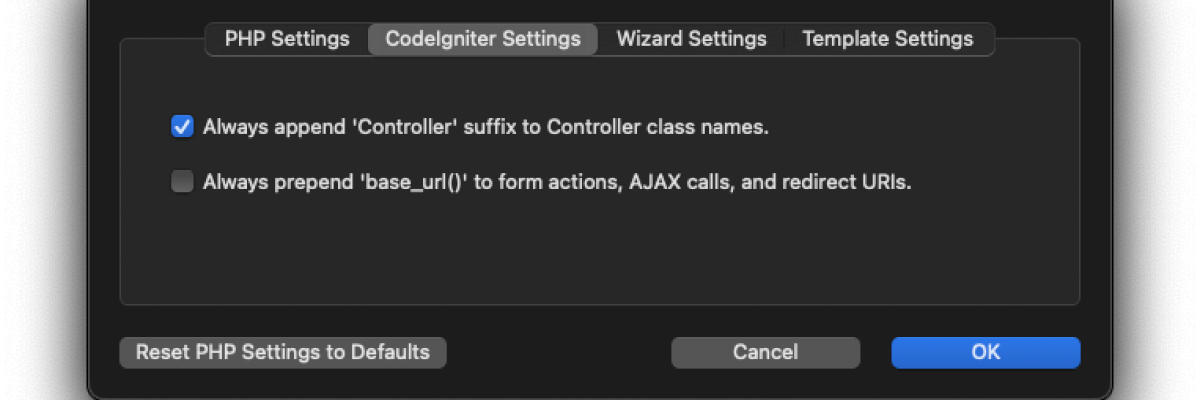 PHP Settings CodeIgniter Settings Wizard Settings Template Settings
Always append 'Controller' suffix to Controller class names.
Always prepend 'base_url()' to form actions, AJAX calls, and redirect URIs.
Reset PHP Settings to Defaults Cancel OK